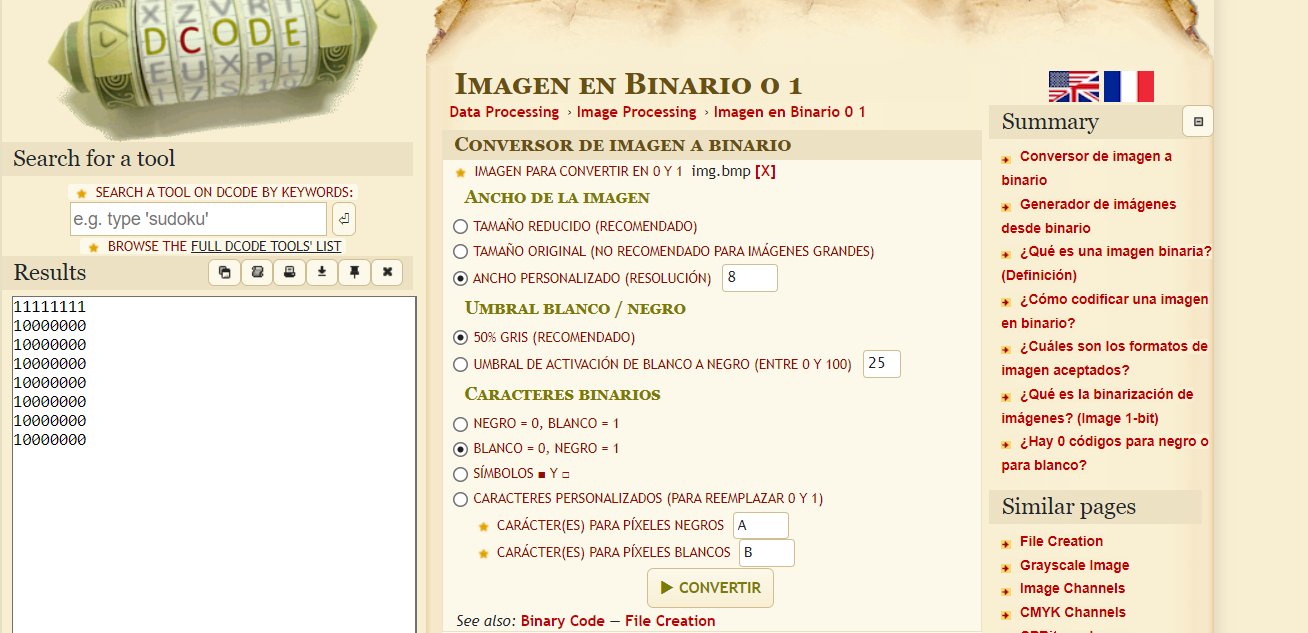 X Z V R T
D C O D E
E U X P L
Search for a tool
SEARCH A TOOL ON DCODE BY KEYWORDS:
e.g. type 'sudoku'
BROWSE THE FULL DCODE TOOLS' LIST
Results
11111111
10000000
10000000
10000000
10000000
10000000
10000000
10000000
IMAGEN EN BINARIO 0 1
Data Processing › Image Processing › Imagen en Binario 0 1
CONVERSOR DE IMAGEN A BINARIO
IMAGEN PARA CONVERTIR EN 0 Y 1 img.bmp [X]
ANCHO DE LA IMAGEN
TAMAÑO REDUCIDO (RECOMENDADO)
TAMAÑO ORIGINAL (NO RECOMENDADO PARA IMÁGENES GRANDES)
ANCHO PERSONALIZADO (RESOLUCIÓN) 8
UMBRAL BLANCO / NEGRO
50% GRIS (RECOMENDADO)
UMBRAL DE ACTIVACIÓN DE BLANCO A NEGRO (ENTRE 0 Y 100) 25
CARACTERES BINARIOS
NEGRO = 0, BLANCO = 1
BLANCO = 0, NEGRO = 1
SÍMBOLOS ■ Y □
CARACTERES PERSONALIZADOS (PARA REEMPLAZAR 0 Y 1)
CARÁCTER(ES) PARA PÍXELES NEGROS A
CARÁCTER(ES) PARA PÍXELES BLANCOS B
▶ CONVERTIR
See also: Binary Code — File Creation
Summary
Conversor de imagen a
binario
Generador de imágenes
desde binario
¿Qué es una imagen binaria?
(Definición)
¿Cómo codificar una imagen
en binario?
¿Cuáles son los formatos de
imagen aceptados?
¿Qué es la binarización de
imágenes? (Image 1-bit)
¿Hay 0 códigos para negro o
para blanco?
Similar pages
File Creation
Grayscale Image
Image Channels
CMYK Channels